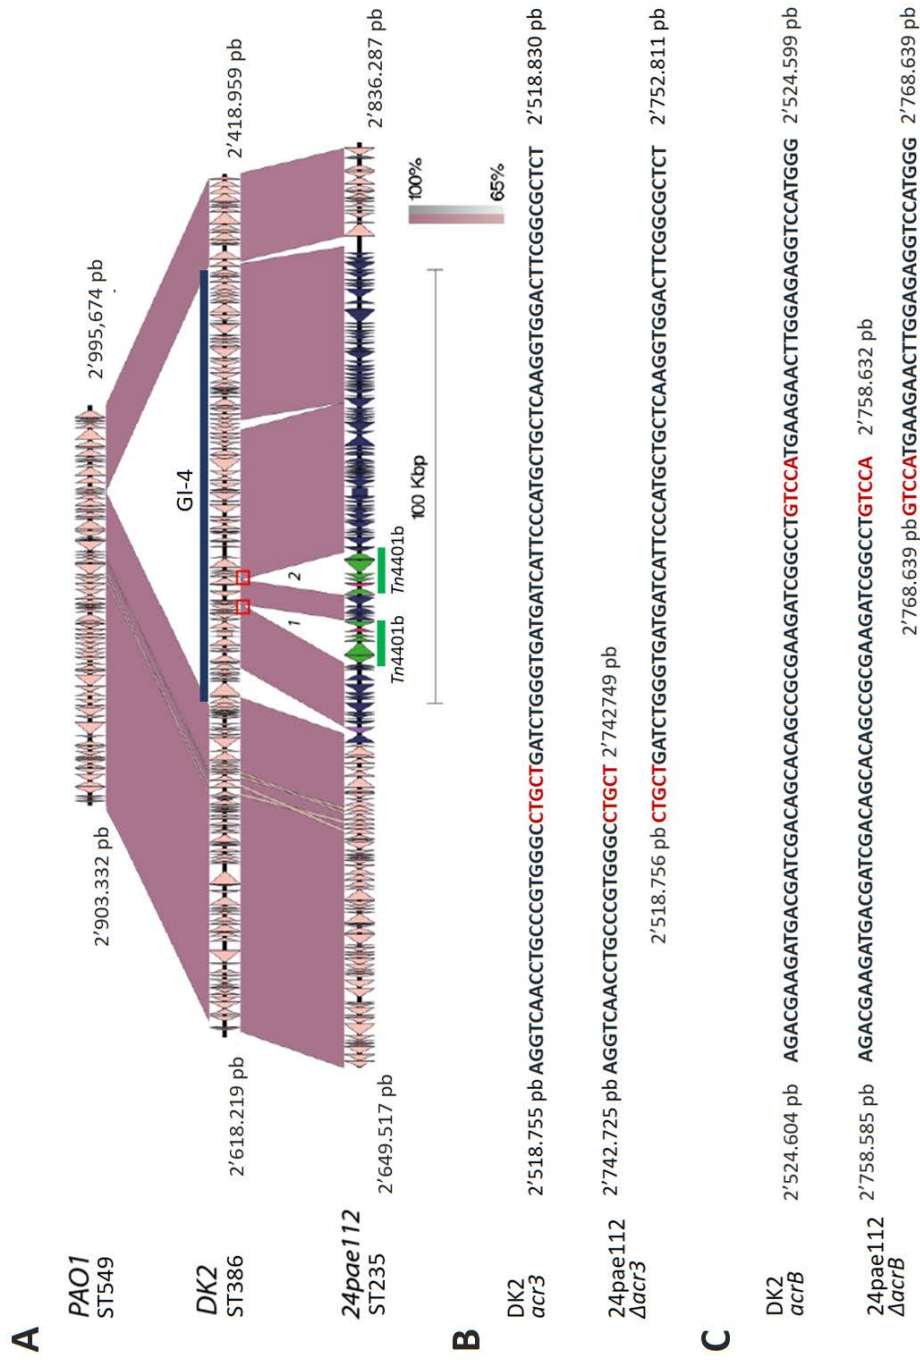 A
PAO1
ST549
2'903.332 pb
2'995,674 pb
DK2
ST386
2'618.219 pb
GI-4
2'418.959 pb
1
2
24pae112
ST235
2'649.517 pb
Tn4401b
Tn4401b
2'836.287 pb
100 Kbp
100%
65%
B
DK2
acr3
2'518.755 pb AGGTCAACCTGCCCGTGGGCCTGCTGATCTGGGTGATGATCATTCCCATGCTGCTCAAGGTGGACTTCGGCGCTCT 2'518.830 pb
24pae112
Δacr3
2'742.725 pb AGGTCAACCTGCCCGTGGGCCTGCT 2'742749 pb
2'518.756 pb CTGCTGATCTGGGTGATGATCATTCCCATGCTGCTCAAGGTGGACTTCGGCGCTCT 2'752.811 pb
C
DK2
acrB
2'524.604 pb AGACGAAGATGACGATCGACAGCACAGCCGCGAAGATCGGCCTGTCCATGAAGAACTTGGAGAGGTCCATGGG 2'524.599 pb
24pae112
ΔacrB
2'758.585 pb AGACGAAGATGACGATCGACAGCACAGCCGCGAAGATCGGCCTGTCCA 2'758.632 pb
2'768.639 pb GTCCATGAAGAACTTGGAGAGGTCCATGGG 2'768.639 pb